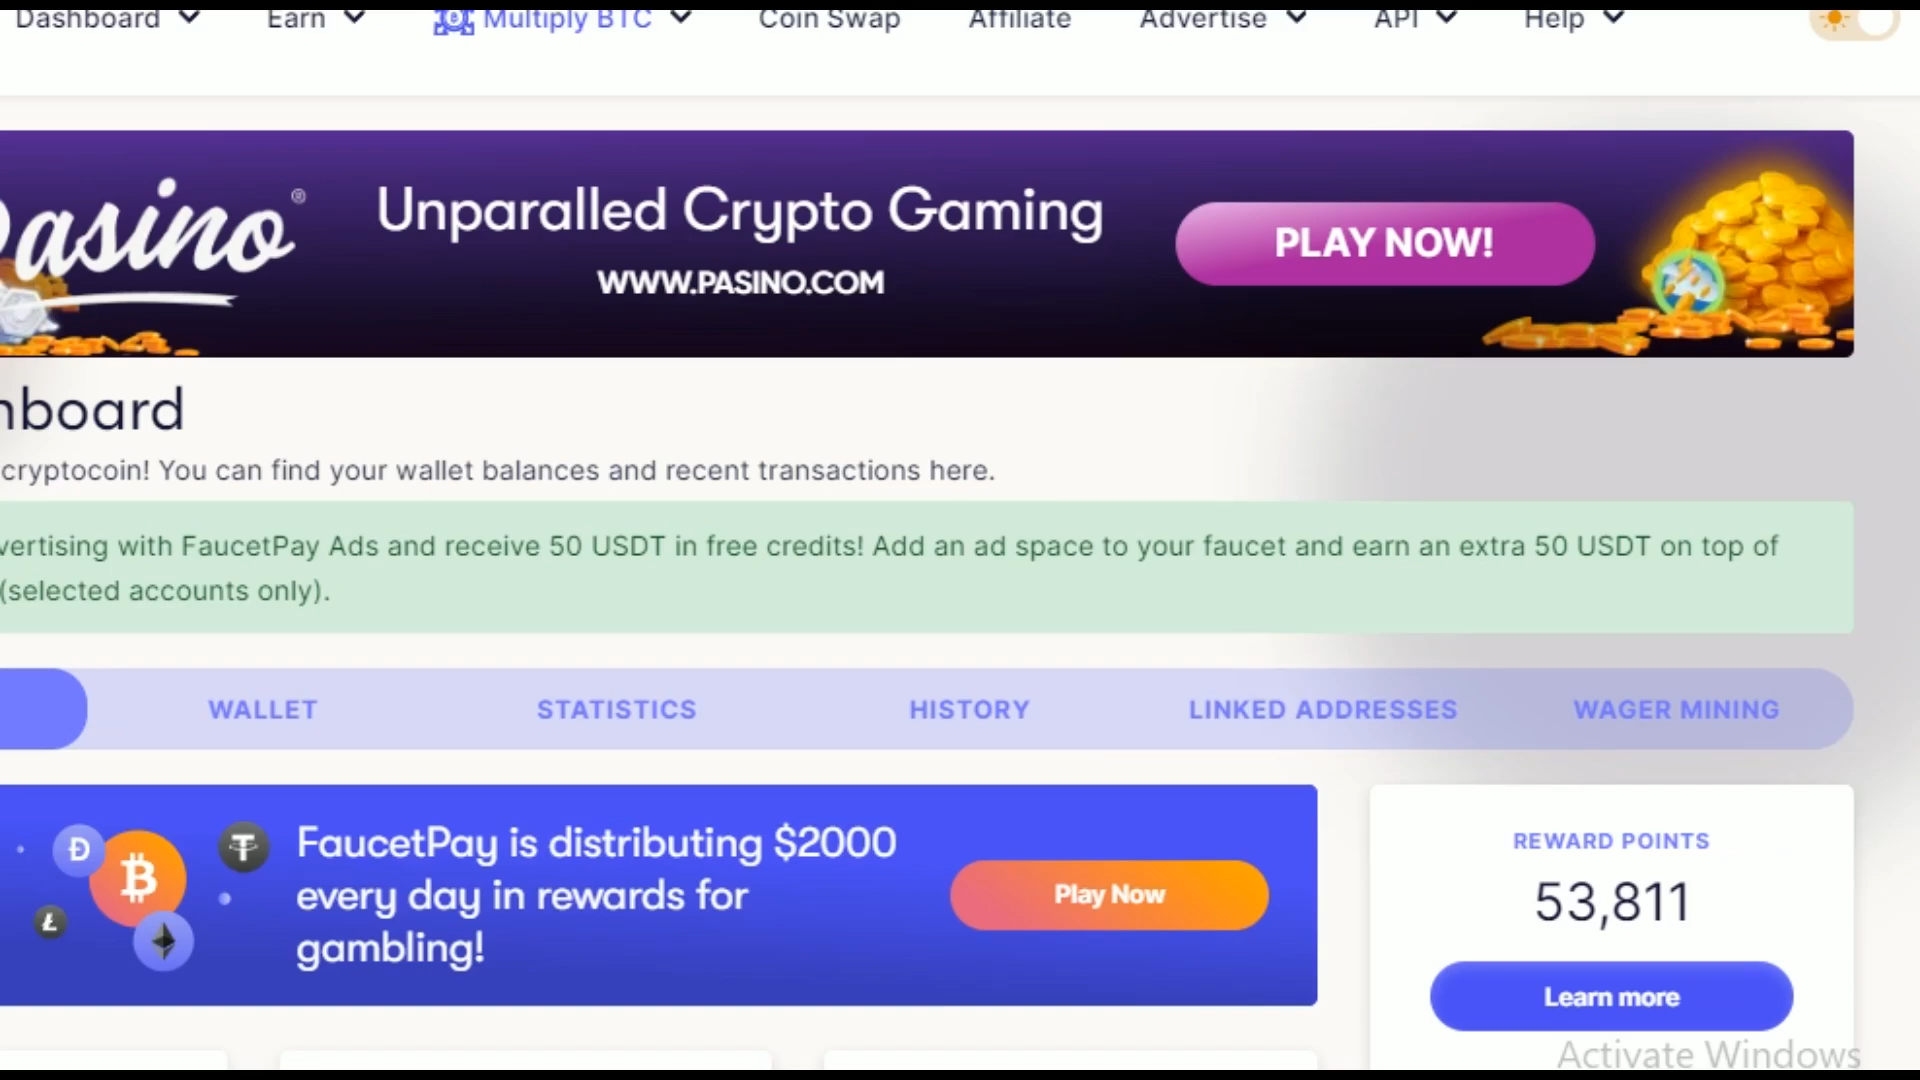 Dashboard
Earn
Multiply BTC
Coin Swap
Affiliate
Advertise
API
Help
asino®
Unparalled Crypto Gaming
WWW.PASINO.COM
PLAY NOW!
hboard
cryptocoin! You can find your wallet balances and recent transactions here.
vertising with FaucetPay Ads and receive 50 USDT in free credits! Add an ad space to your faucet and earn an extra 50 USDT on top of
(selected accounts only).
WALLET
STATISTICS
HISTORY
LINKED ADDRESSES
WAGER MINING
FaucetPay is distributing $2000
every day in rewards for
gambling!
Play Now
REWARD POINTS
53,811
Learn more
Activate Windows